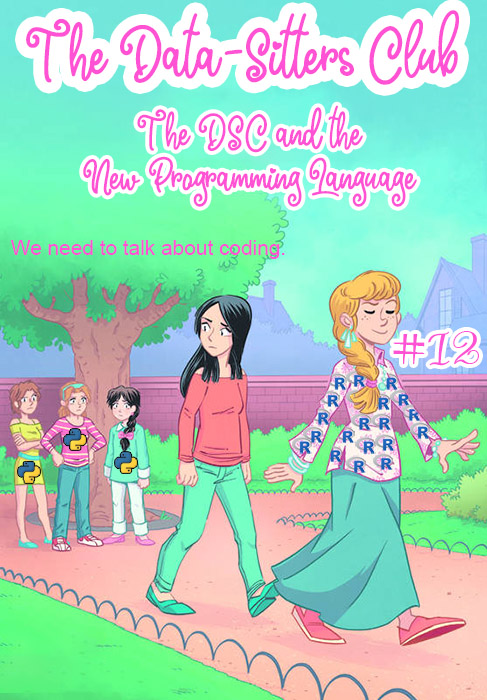 The Data-Sitters Club
The DSC and the
New Programming Language
We need to talk about coding.
#12
R R R R R R R R R R R R R R R R R R R R